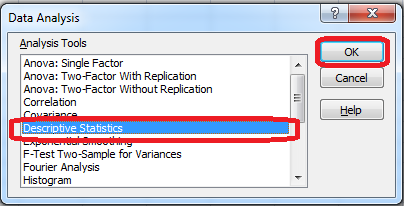 Data Analysis
Analysis Tools
OK
Anova: Single Factor
Anova: Two-Factor With Replication
Cancel
Anova: Two-Factor Without Replication
Correlation
Covariance
Help
Descriptive Statistics
Exponential Smoothing
F-Test Two-Sample for Variances
Fourier Analysis
Histogram